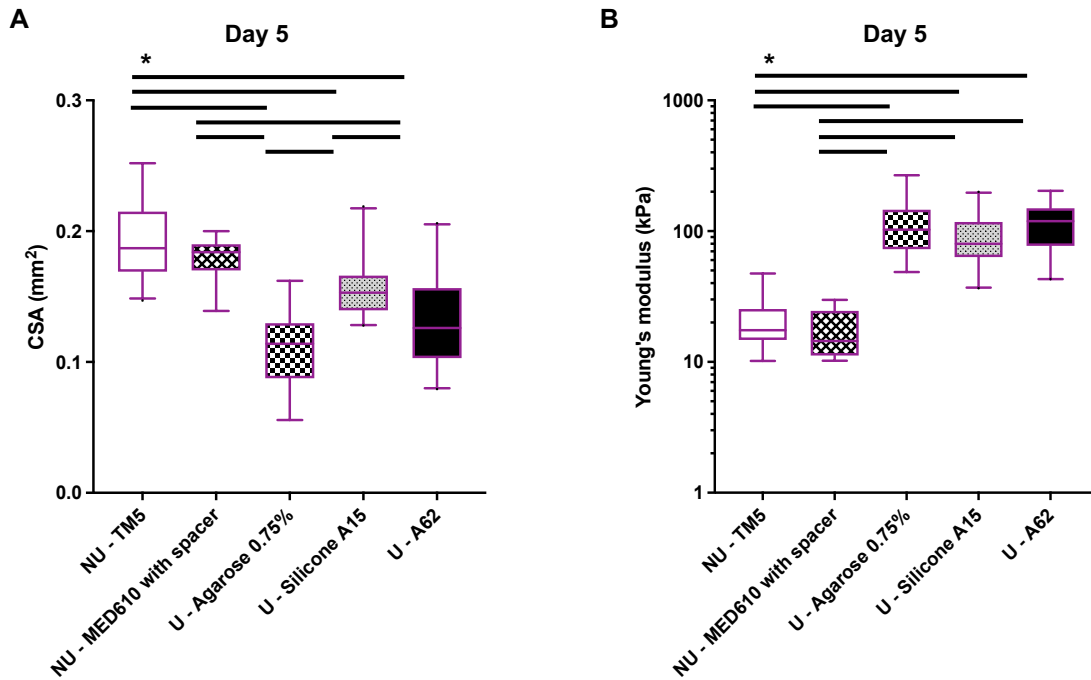 A
Day 5
*
CSA (mm²)
0.3
0.2
0.1
0.0
NU - TM5
NU - MED610 with spacer
U - Agarose 0.75%
U - Silicone A15
U - A62
B
Day 5
*
Young's modulus (kPa)
1000
100
10
1
NU - TM5
NU - MED610 with spacer
U - Agarose 0.75%
U - Silicone A15
U - A62